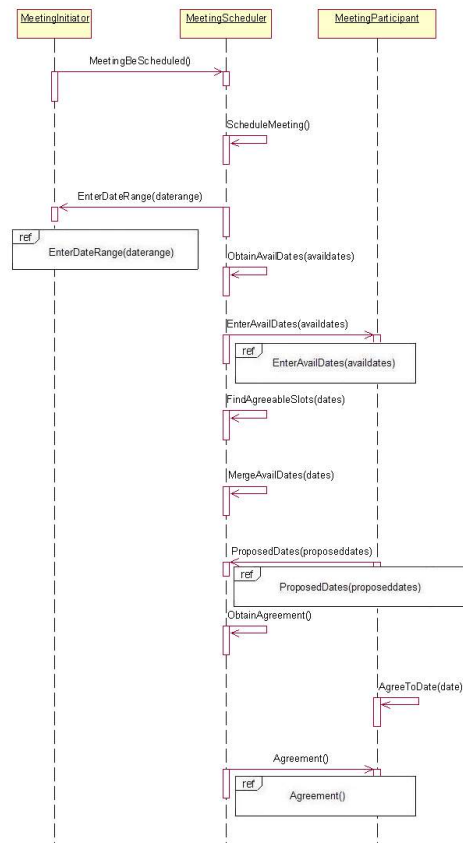 MeetingInitiator
MeetingScheduler
MeetingParticipant
MeetingBeScheduled()
ScheduleMeeting()
EnterDateRange(daterange)
ref
EnterDateRange(daterange)
ObtainAvailDates(availdates)
EnterAvailDates(availdates)
ref
EnterAvailDates(availdates)
FindAgreeableSlots(dates)
MergeAvailDates(dates)
ProposedDates(proposeddates)
ref
ProposedDates(proposeddates)
ObtainAgreement()
AgreeToDate(date)
Agreement()
ref
Agreement()